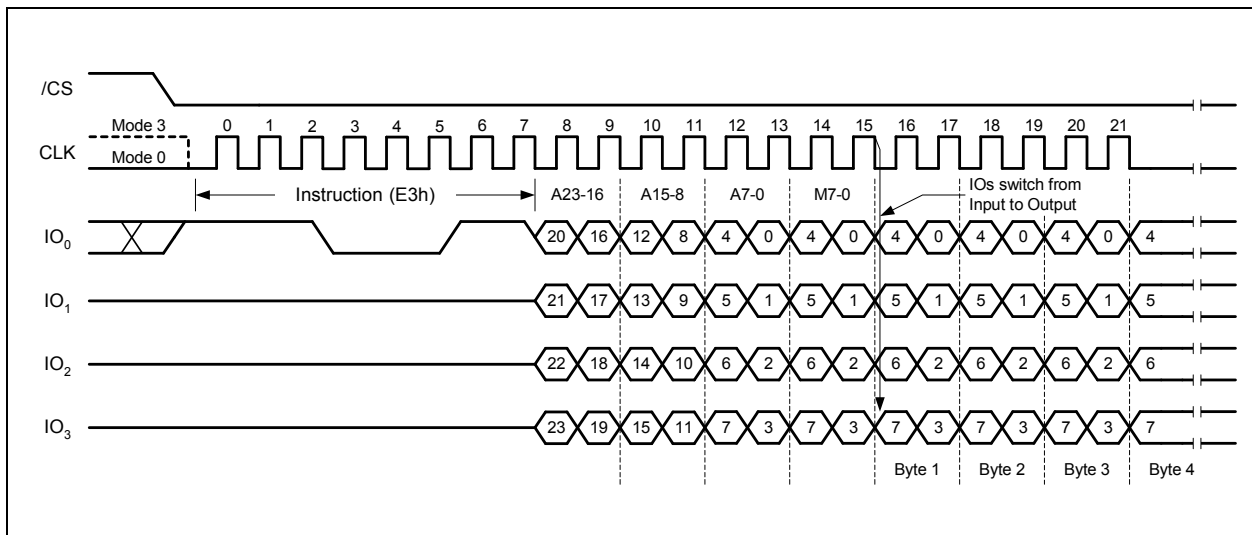 /CS
Mode 3 0 1 2 3 4 5 6 7 8 9 10 11 12 13 14 15 16 17 18 19 20 21
CLK Mode 0
Instruction (E3h) A23-16 A15-8 A7-0 M7-0 IOs switch from
Input to Output
IO0 20 16 12 8 4 0 4 0 4 0 4 0 4 0 4
IO1 21 17 13 9 5 1 5 1 5 1 5 1 5 1 5
IO2 22 18 14 10 6 2 6 2 6 2 6 2 6 2 6
IO3 23 19 15 11 7 3 7 3 7 3 7 3 7 3 7
Byte 1 Byte 2 Byte 3 Byte 4